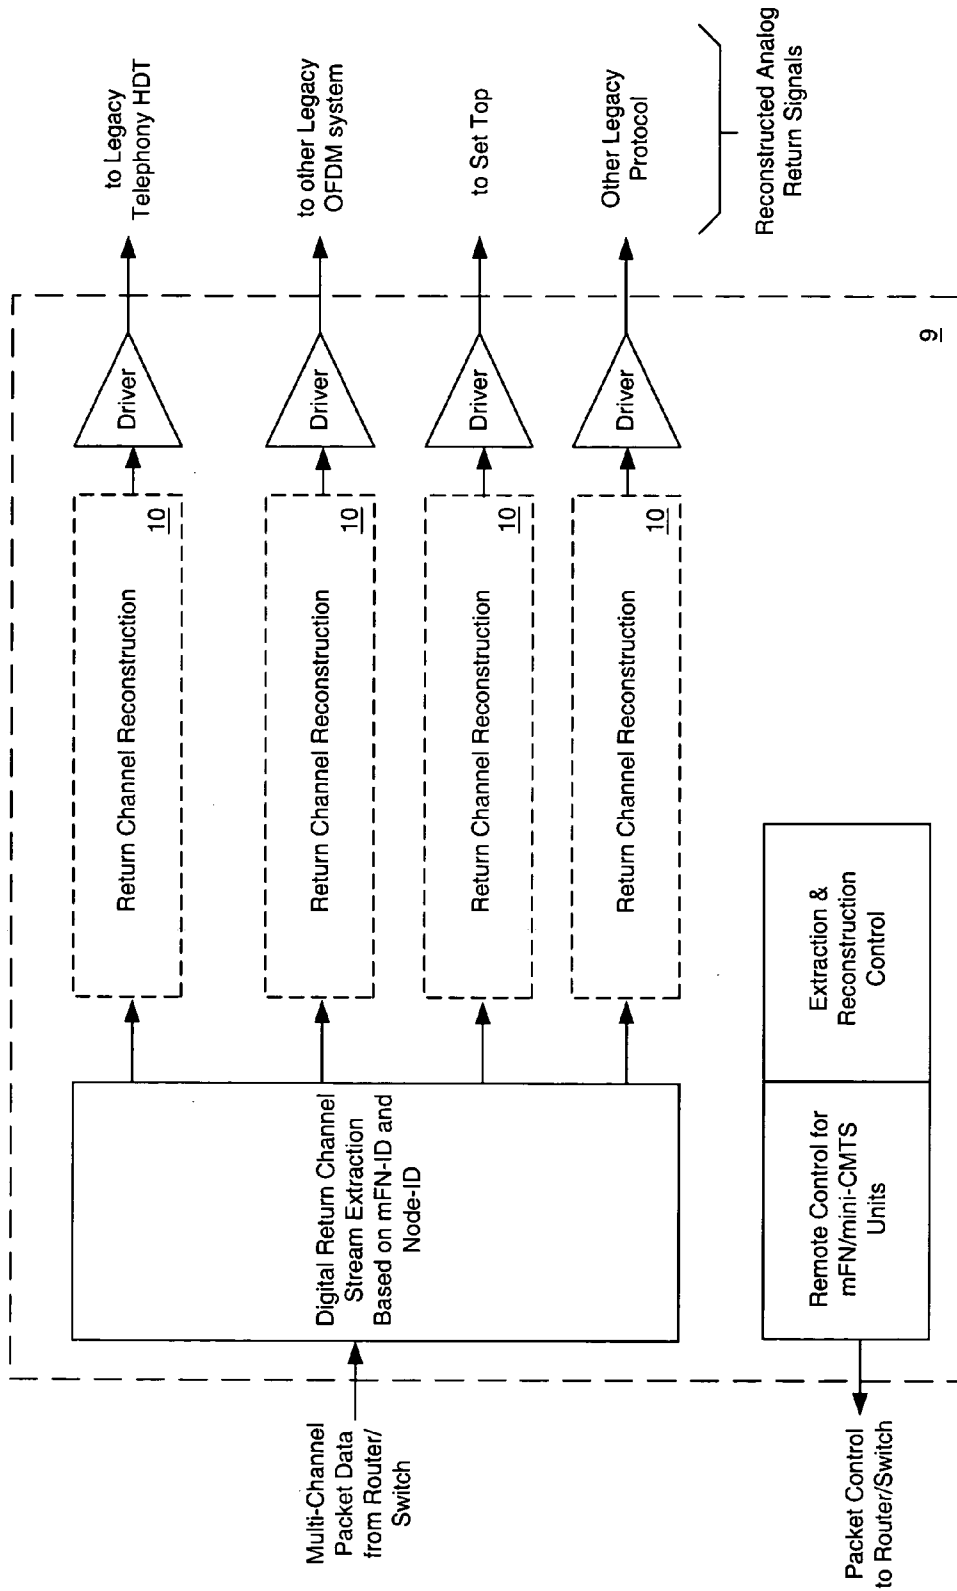 Multi-Channel
Packet Data
from Router/
Switch
Digital Return Channel
Stream Extraction
Based on mFN-ID and
Node-ID
Return Channel Reconstruction
10
Driver
to Legacy
Telephony HDT
Return Channel Reconstruction
10
Driver
to other Legacy
OFDM system
Return Channel Reconstruction
10
Driver
to Set Top
Return Channel Reconstruction
10
Driver
Other Legacy
Protocol
Reconstructed Analog
Return Signals
Packet Control
to Router/Switch
Remote Control for
mFN/mini-CMTS
Units
Extraction &
Reconstruction
Control
9